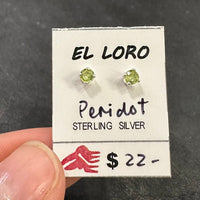 EL LORO
Peridot
STERLING SILVER
$22-